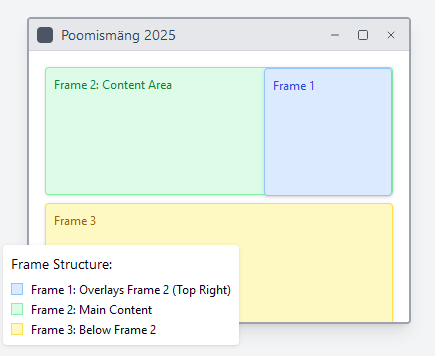 Poomismäng 2025
Frame 2: Content Area
Frame 1
Frame 3
Frame Structure:
Frame 1: Overlays Frame 2 (Top Right)
Frame 2: Main Content
Frame 3: Below Frame 2